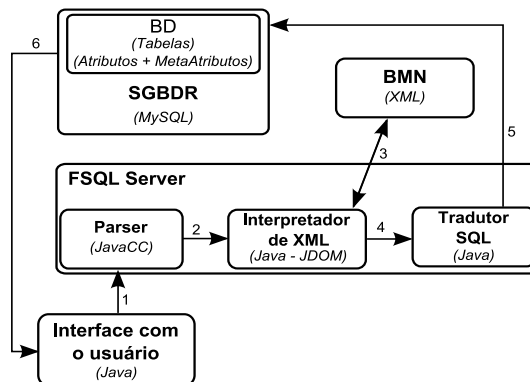 6
BD
(Tabelas)
(Atributos + MetaAtributos)
SGBDR
(MySQL)
BMN
(XML)
5
3
FSQL Server
Parser
(JavaCC)
2
Interpretador
de XML
(Java - JDOM)
4
Tradutor
SQL
(Java)
1
Interface com
o usuário
(Java)